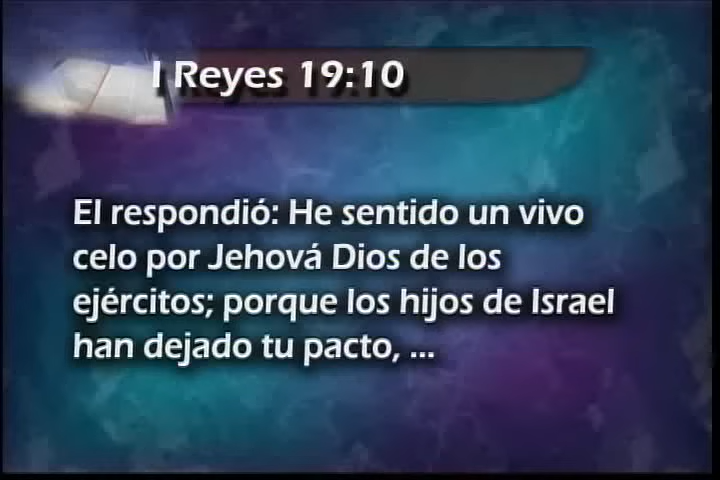 I Reyes 19:10
El respondió: He sentido un vivo
celo por Jehová Dios de los
ejércitos; porque los hijos de Israel
han dejado tu pacto, ...